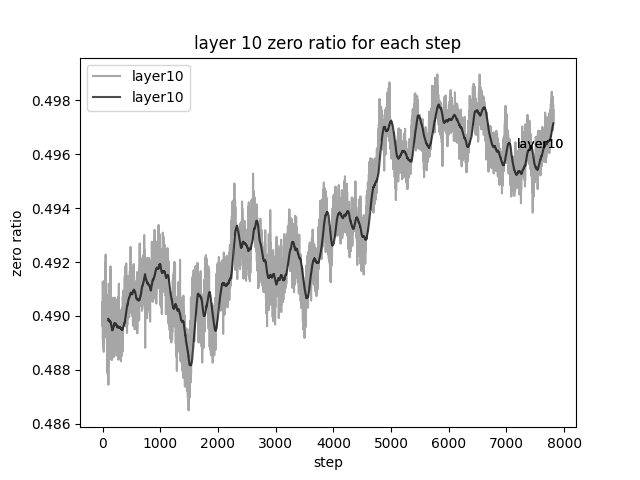 layer 10 zero ratio for each step
layer10
layer10
0.498
0.496
0.494
0.492
0.490
0.488
0.486
zero ratio
layer10
0 1000 2000 3000 4000 5000 6000 7000 8000
step